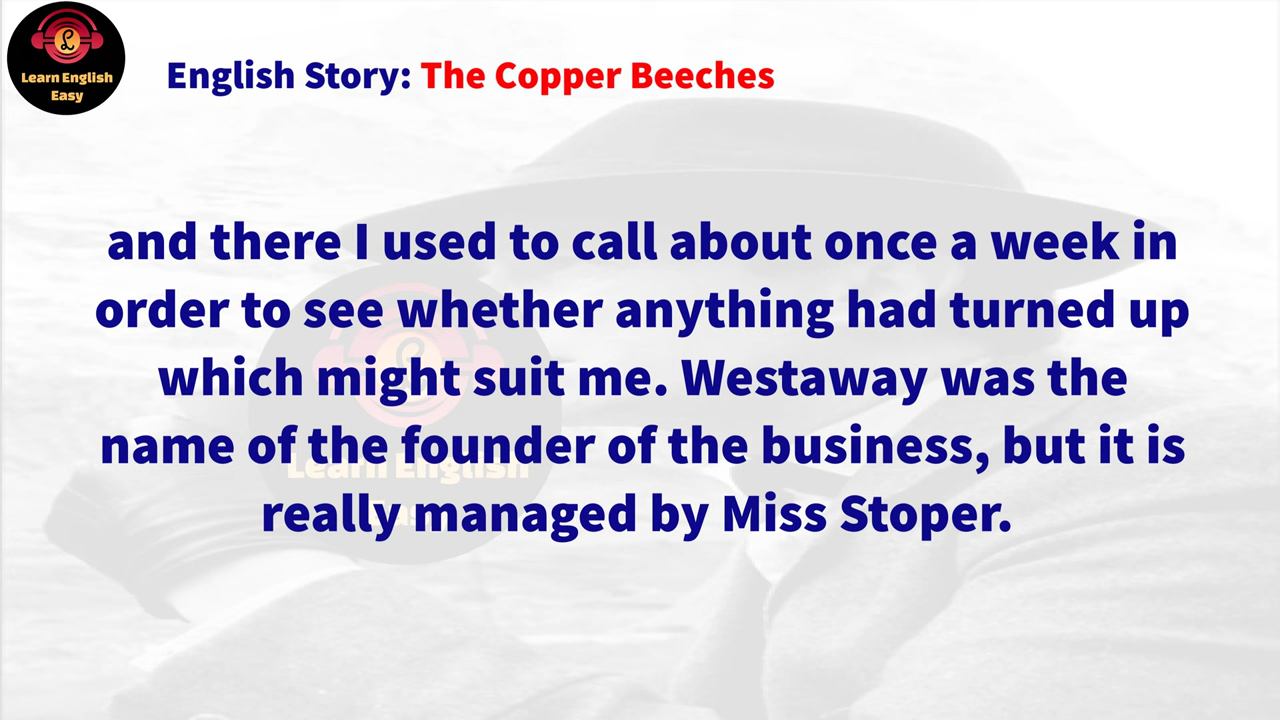 Learn English
Easy
English Story: The Copper Beeches
and there I used to call about once a week in
order to see whether anything had turned up
which might suit me. Westaway was the
name of the founder of the business, but it is
really managed by Miss Stoper.
Learn English